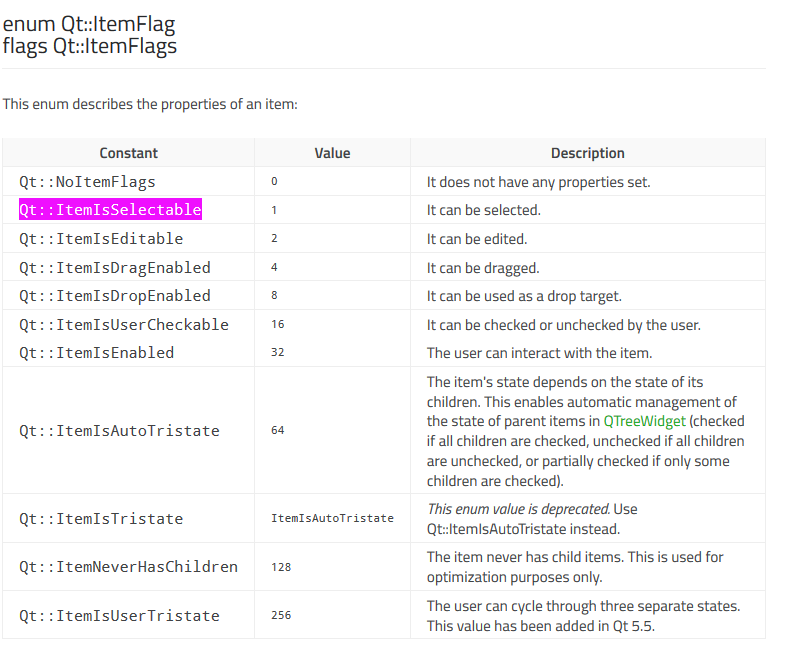 enum Qt::ItemFlag
flags Qt::ItemFlags
This enum describes the properties of an item:
Constant Value Description
Qt::NoItemFlags 0 It does not have any properties set.
Qt::ItemIsSelectable 1 It can be selected.
Qt::ItemIsEditable 2 It can be edited.
Qt::ItemIsDragEnabled 4 It can be dragged.
Qt::ItemIsDropEnabled 8 It can be used as a drop target.
Qt::ItemIsUserCheckable 16 It can be checked or unchecked by the user.
Qt::ItemIsEnabled 32 The user can interact with the item.
Qt::ItemIsAutoTristate 64 The item's state depends on the state of its
children. This enables automatic management of
the state of parent items in QTreeWidget (checked
if all children are checked, unchecked if all children
are unchecked, or partially checked if only some
children are checked).
Qt::ItemIsTristate ItemIsAutoTristate This enum value is deprecated. Use
Qt::ItemIsAutoTristate instead.
Qt::ItemNeverHasChildren 128 The item never has child items. This is used for
optimization purposes only.
Qt::ItemIsUserTristate 256 The user can cycle through three separate states.
This value has been added in Qt 5.5.